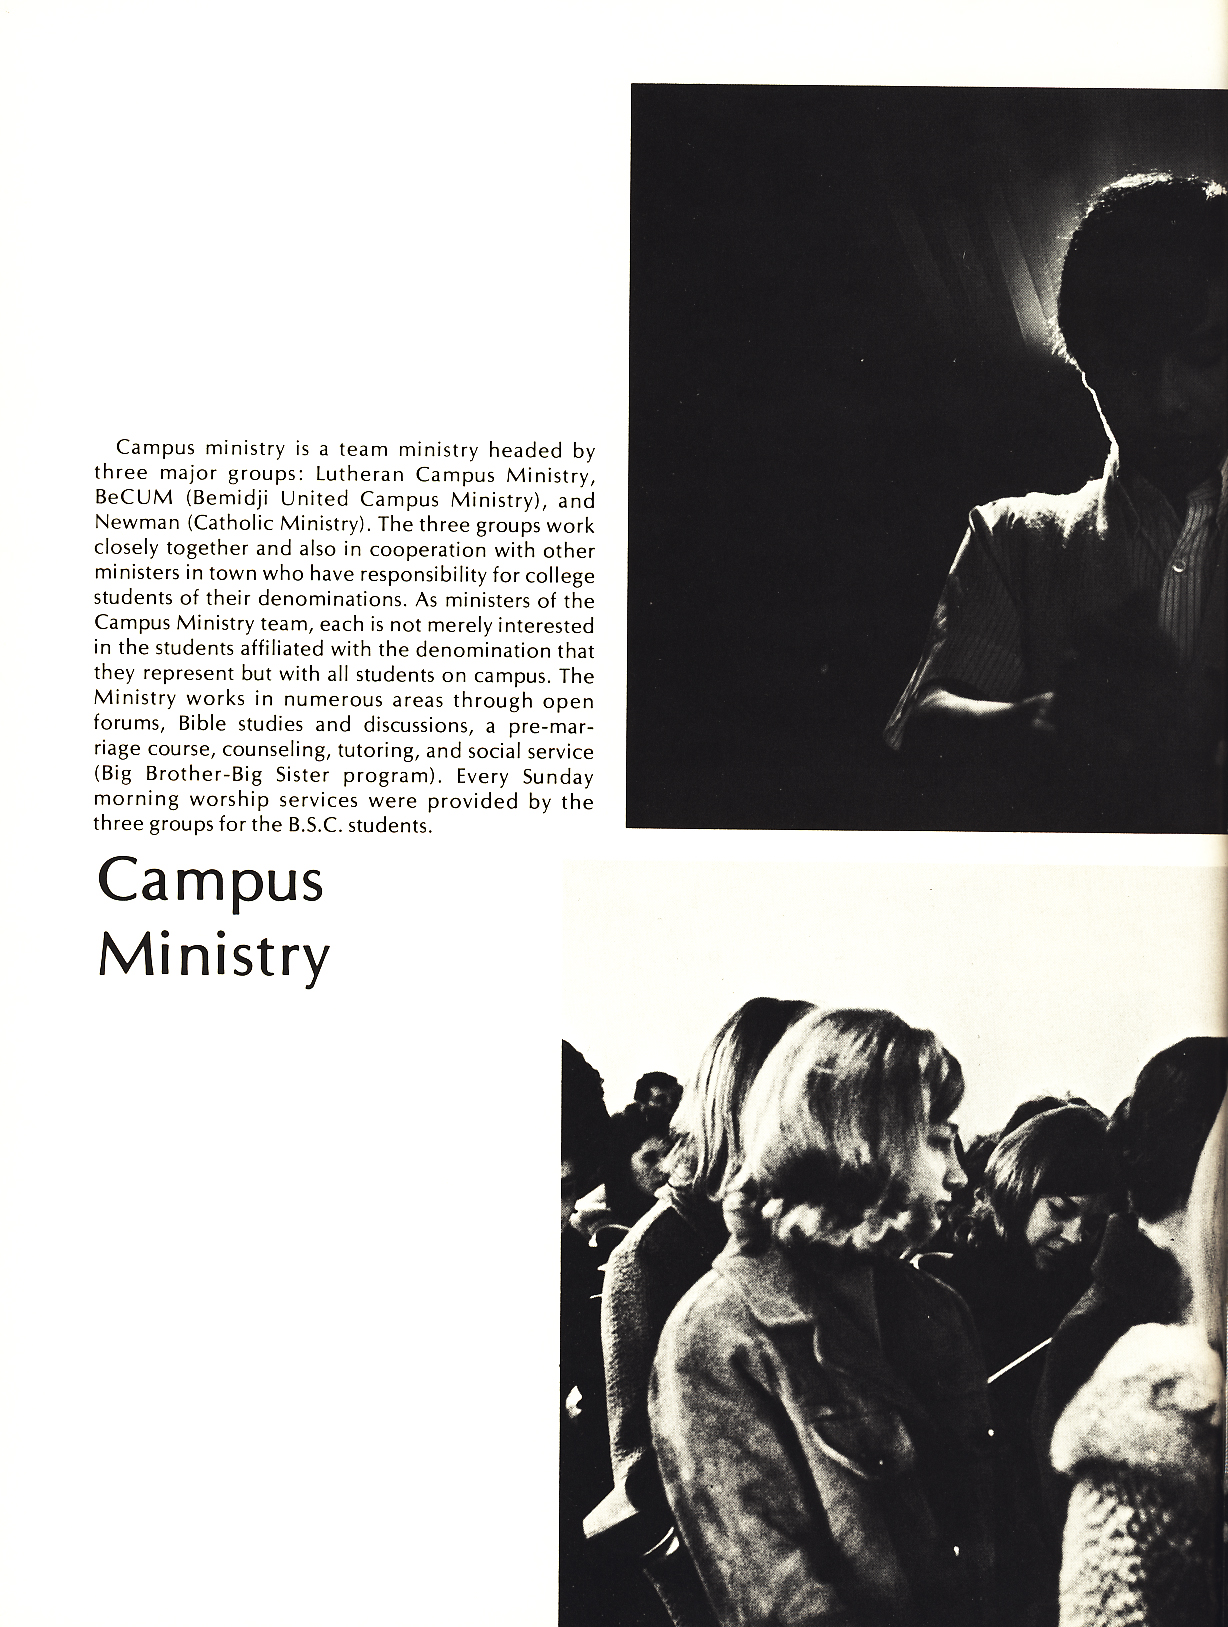 Campus ministry is a team ministry headed by
three major groups: Lutheran Campus Ministry,
BeCUM (Bemidji United Campus Ministry), and
Newman (Catholic Ministry). The three groups work
closely together and also in cooperation with other
ministers in town who have responsibility for college
students of their denominations. As ministers of the
Campus Ministry team, each is not merely interested
in the students affiliated with the denomination that
they represent but with all students on campus. The
Ministry works in numerous areas through open
forums, Bible studies and discussions, a pre-mar-
riage course, counseling, tutoring, and social service
(Big Brother-Big Sister program). Every Sunday
morning worship services were provided by the
three groups for the B.S.C. students.
Campus
Ministry